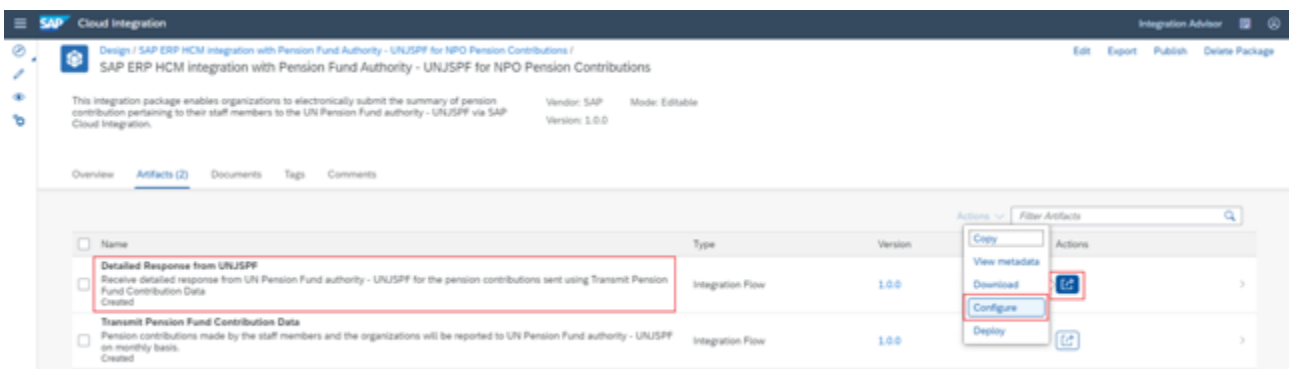 SAP Cloud Integration
Integration Advisor
Design / SAP ERP HCM integration with Pension Fund Authority - UNJSPF for NPO Pension Contributions /
Edit Export Publish Delete Package
SAP ERP HCM integration with Pension Fund Authority - UNJSPF for NPO Pension Contributions
This integration package enables organizations to electronically submit the summary of pension
contribution pertaining to their staff members to the UN Pension Fund authority - UNJSPF via SAP
Cloud Integration.
Vendor: SAP Mode: Editable
Version: 1.0.0
Overview Artifacts (2) Documents Tags Comments
Actions Filter Artifacts
Name Type Version Actions
Copy
View metadata
Download
Configure
Deploy
Detailed Response from UNJSPF
Receive detailed response from UN Pension Fund authority - UNJSPF for the pension contributions sent using Transmit Pension
Fund Contribution Data
Created
Integration Flow 1.0.0
Transmit Pension Fund Contribution Data
Pension contributions made by the staff members and the organizations will be reported to UN Pension Fund authority - UNJSPF
on monthly basis.
Created
Integration Flow 1.0.0